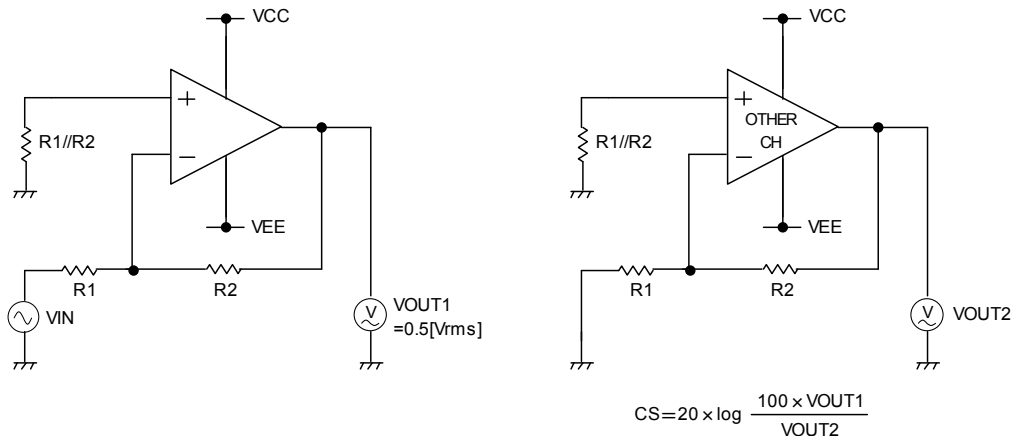 VCC
R1//R2
VEE
R1
R2
VIN
VOUT1
=0.5[Vrms]
VCC
R1//R2
OTHER
CH
VEE
R1
R2
V
V
VOUT2
CS=20×log 100×VOUT1
VOUT2